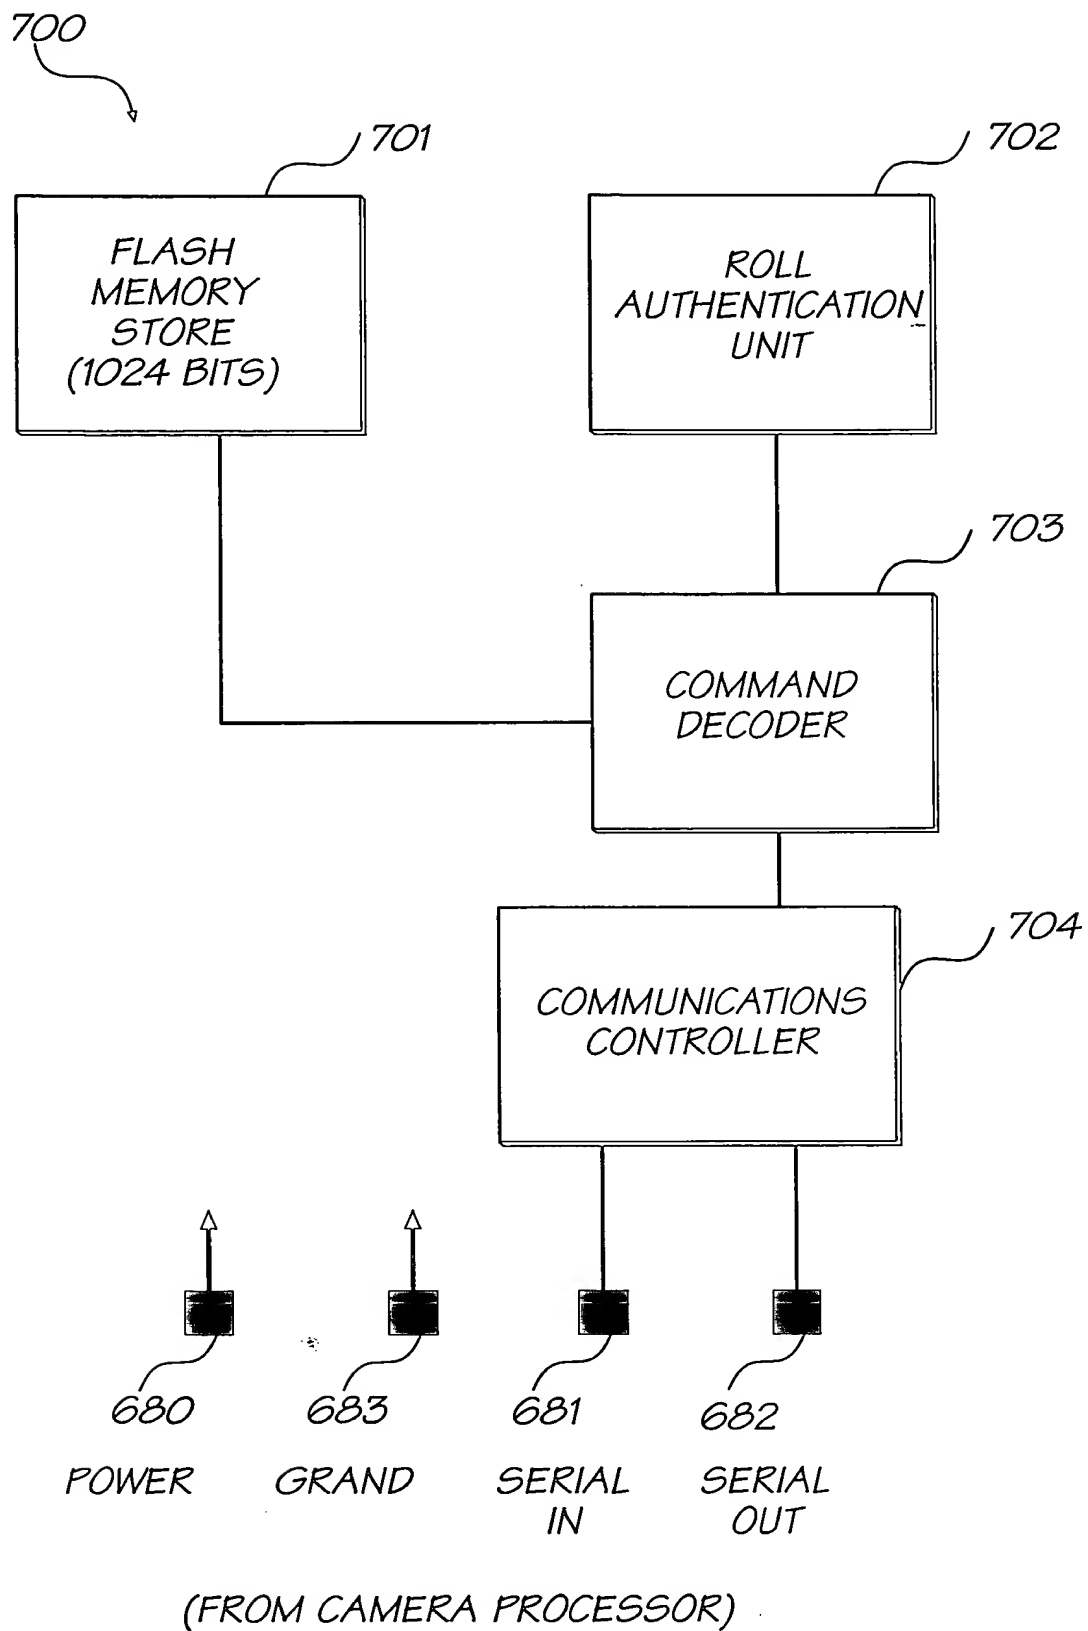 700
701
702
FLASH
MEMORY
STORE
(1024 BITS)
ROLL
AUTHENTICATION
UNIT
703
COMMAND
DECODER
704
COMMUNICATIONS
CONTROLLER
680
683
681
682
POWER
GRAND
SERIAL
IN
SERIAL
OUT
(FROM CAMERA PROCESSOR)